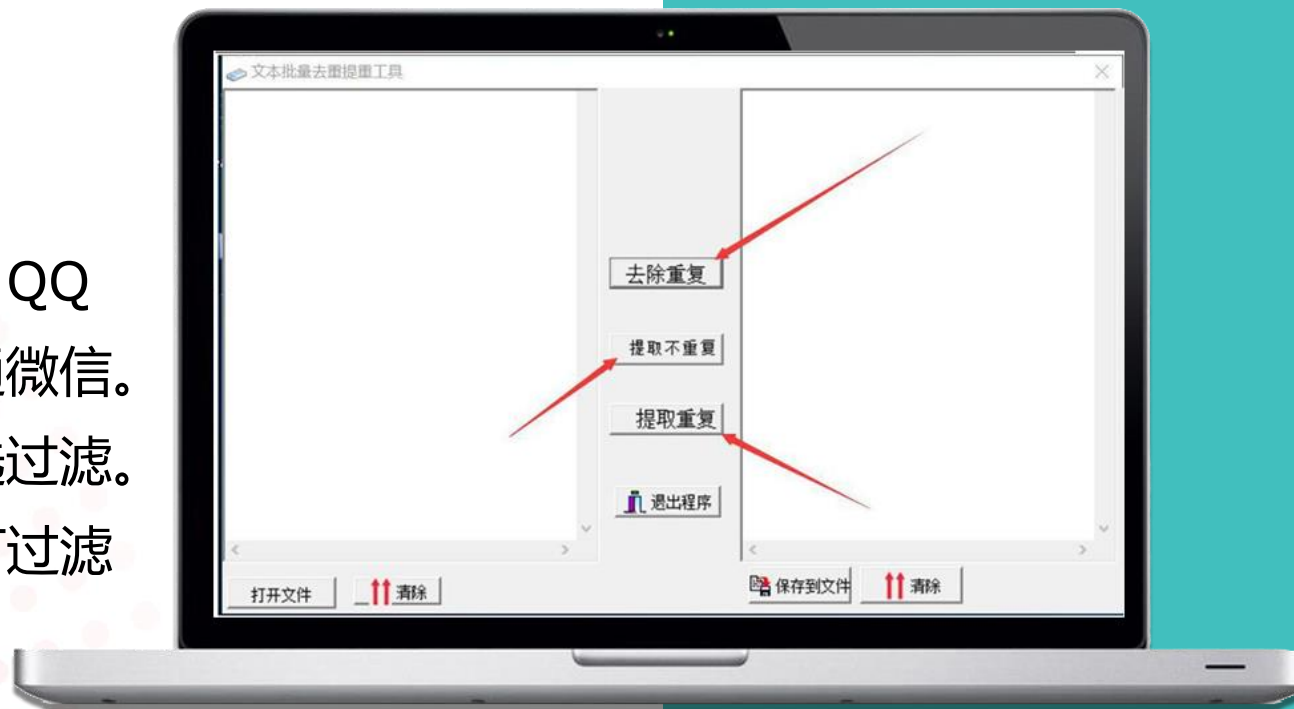 文本批量去重提重工具
QQ
微信。
过滤。
过滤
去除重复
提取不重复
提取重复
退出程序
打开文件
清除
保存到文件
清除